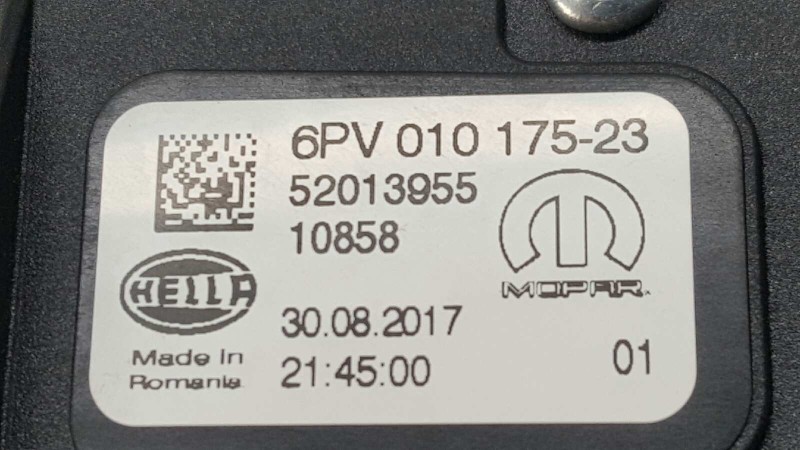 6PV 010 175-23
52013955
10858
HELLA
MOPAR
30.08.2017
Made In
Romania
21:45:00
01